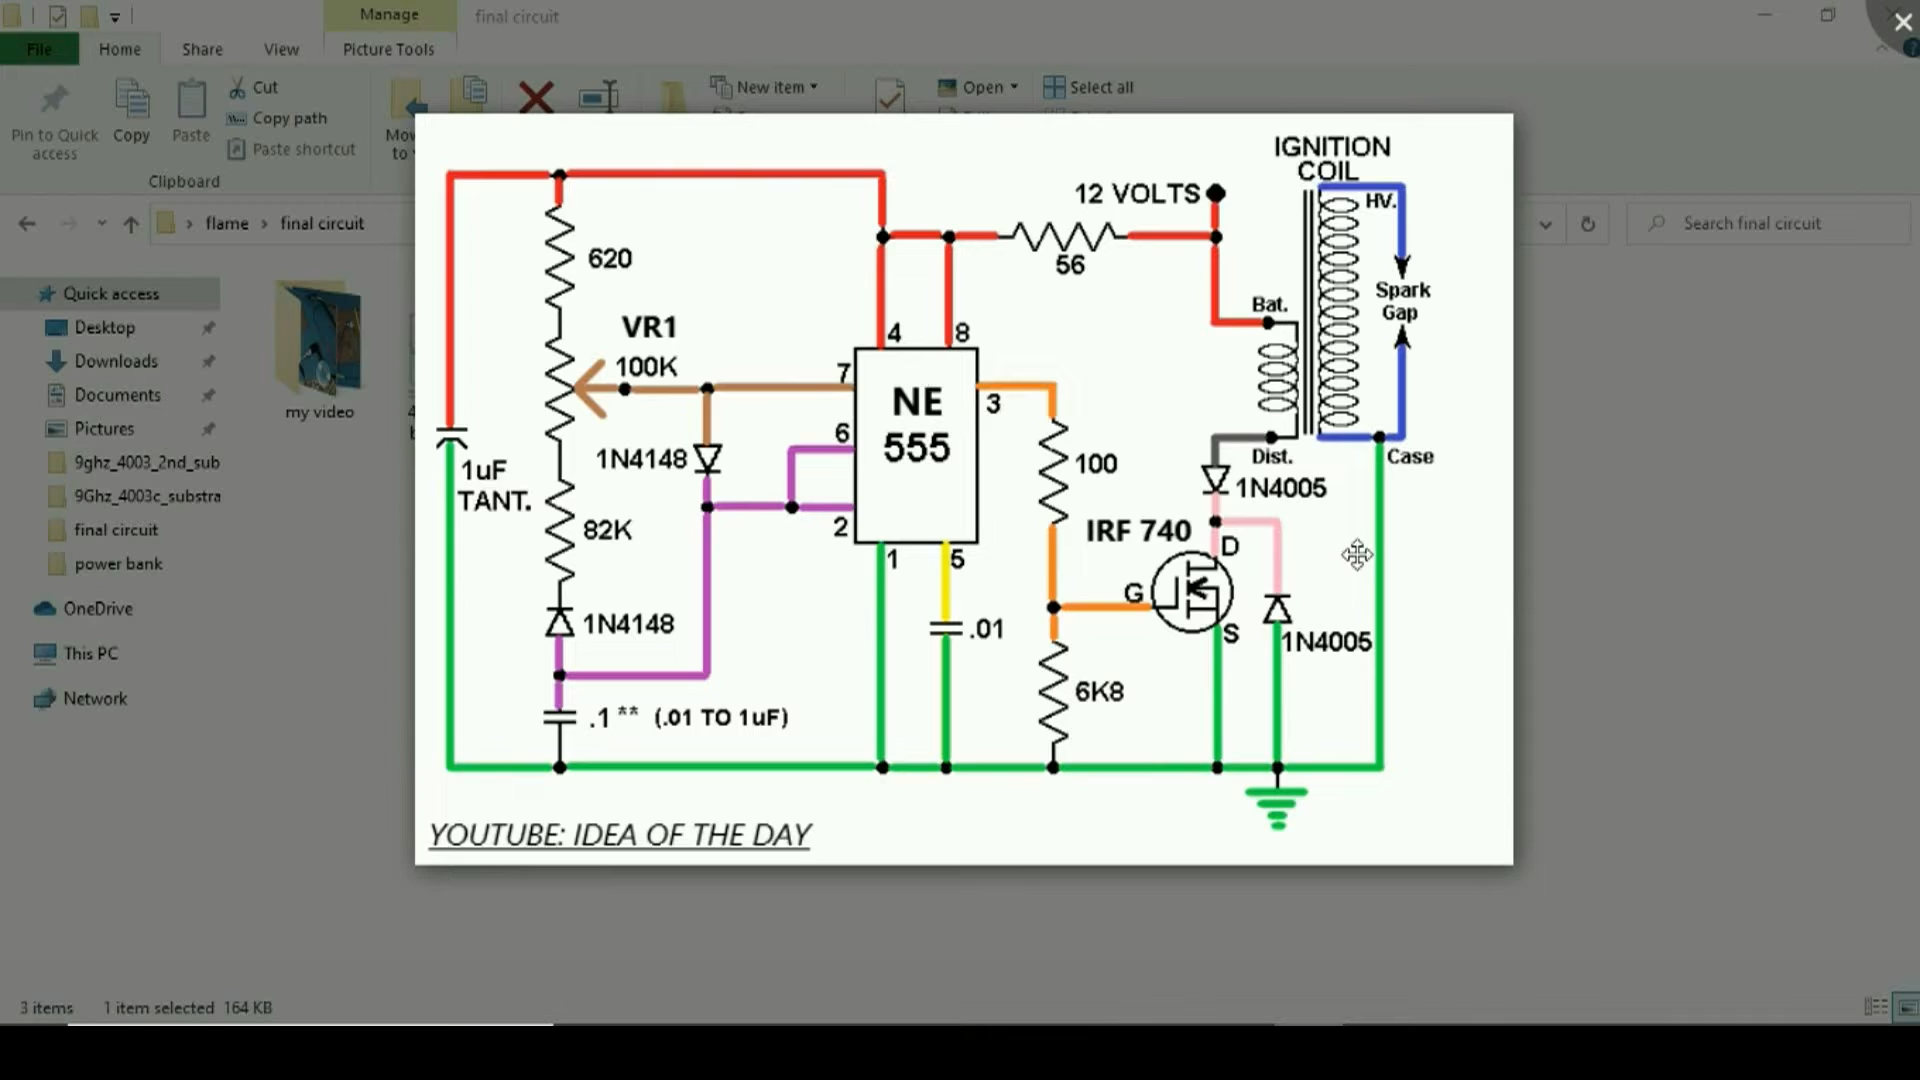 Manage
final circuit
File
Home
Share
View
Picture Tools
Pin to Quick
access
Copy
Paste
Cut
Copy path
Paste shortcut
New item
Open
Select all
Clipboard
flame
final circuit
Search final circuit
Quick access
Desktop
Downloads
Documents
Pictures
9ghz_4003_2nd_sub
9Ghz_4003c_substra
final circuit
power bank
OneDrive
This PC
Network
my video
IGNITION
COIL
12 VOLTS
HV.
620
56
Spark
Gap
Bat.
VR1
100K
4
8
7
NE
555
3
6
1N4148
1uF
TANT.
100
Dist.
Case
1N4005
82K
2
IRF 740
D
1
5
G
1N4148
.01
S
1N4005
6K8
.1** (.01 TO 1uF)
YOUTUBE: IDEA OF THE DAY
3 items
1 item selected 164 KB